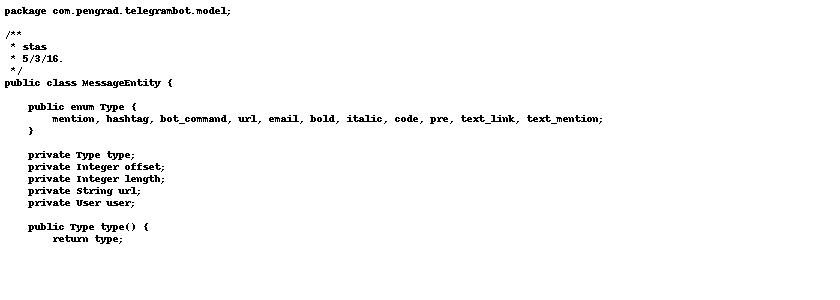 package com.pengrad.telegrambot.model;

/**
 * stas
 * 5/3/16.
 */
public class MessageEntity {

    public enum Type {
        mention, hashtag, bot_command, url, email, bold, italic, code, pre, text_link, text_mention;
    }

    private Type type;
    private Integer offset;
    private Integer length;
    private String url;
    private User user;

    public Type type() {
        return type;